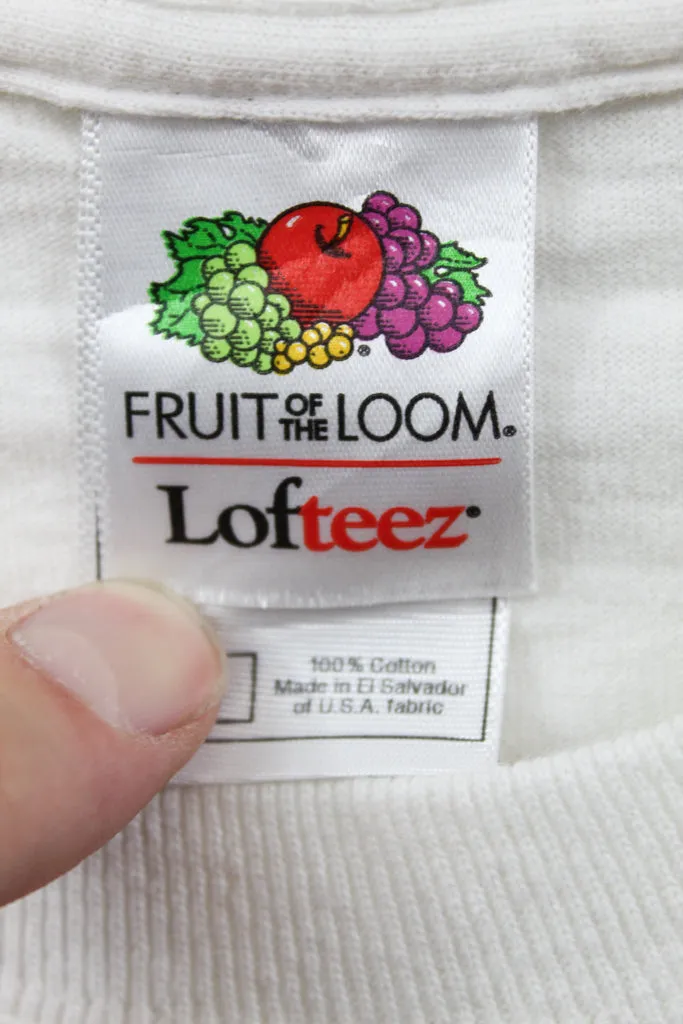 FRUIT OF THE LOOM®
Lofteez
100% Cotton
Made in El Salvador
of U.S.A. fabric